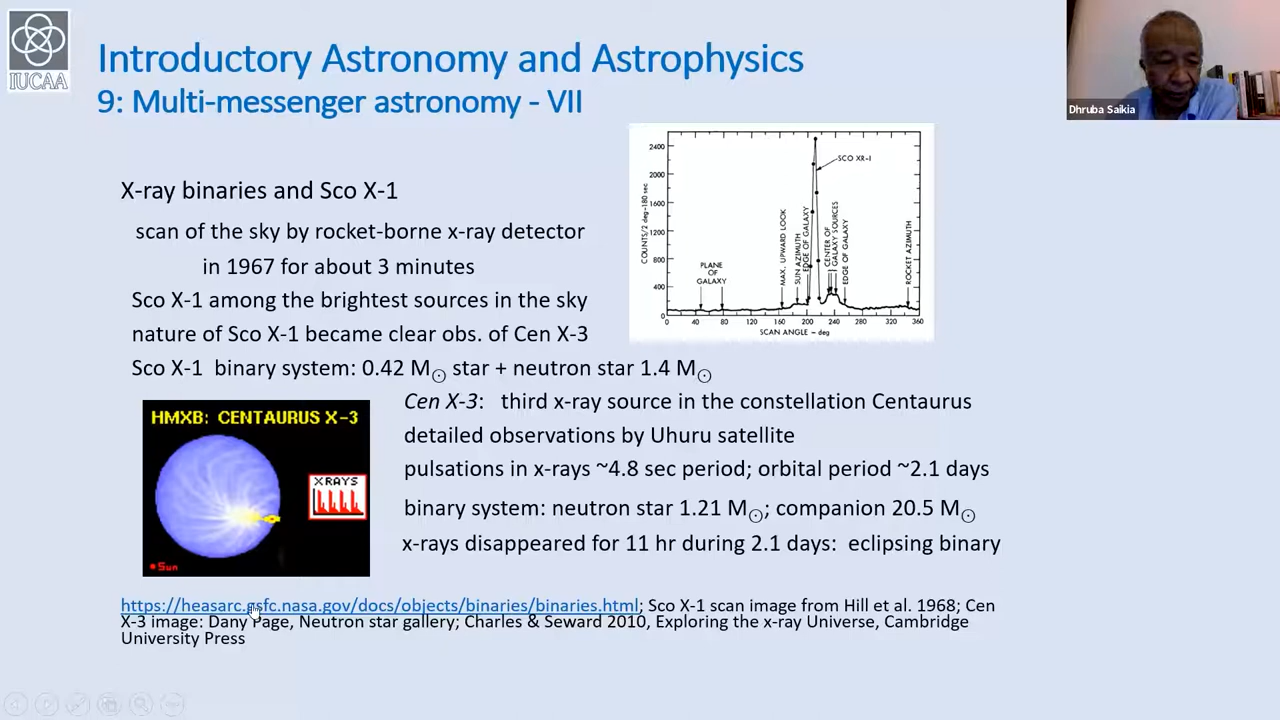 IUCAA
Introductory Astronomy and Astrophysics
9: Multi-messenger astronomy - VII
Dhruba Saikia
X-ray binaries and Sco X-1
scan of the sky by rocket-borne x-ray detector
in 1967 for about 3 minutes
Sco X-1 among the brightest sources in the sky
nature of Sco X-1 became clear obs. of Cen X-3
Sco X-1 binary system: 0.42 M☉ star + neutron star 1.4 M☉
COUNTS/2 deg-180 sec
2400
2000
1600
1200
800
400
0
0 40 80 120 160 200 240 280 320 360
SCAN ANGLE – deg
PLANE
OF
GALAXY
MAX. UPWARD LOOK
SUN AZIMUTH
EDGE OF GALAXY
SCO XR-I
CENTER OF
GALAXY SOURCES
EDGE OF GALAXY
ROCKET AZIMUTH
HMXB: CENTAURUS X-3
XRAYS
Sun
Cen X-3: third x-ray source in the constellation Centaurus
detailed observations by Uhuru satellite
pulsations in x-rays ~4.8 sec period; orbital period ~2.1 days
binary system: neutron star 1.21 M☉; companion 20.5 M☉
x-rays disappeared for 11 hr during 2.1 days: eclipsing binary
https://heasarc.gsfc.nasa.gov/docs/objects/binaries/binaries.html; Sco X-1 scan image from Hill et al. 1968; Cen
X-3 image: Dany Page, Neutron star gallery; Charles & Seward 2010, Exploring the x-ray Universe, Cambridge
University Press